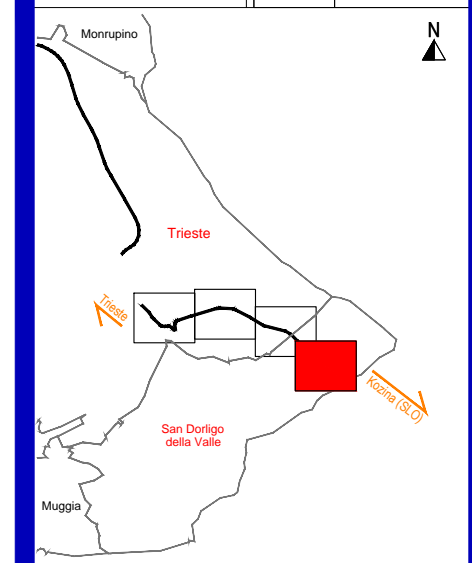 Monrupino
N
Trieste
Trieste
Kozina (SLO)
San Dorligo
della Valle
Muggia